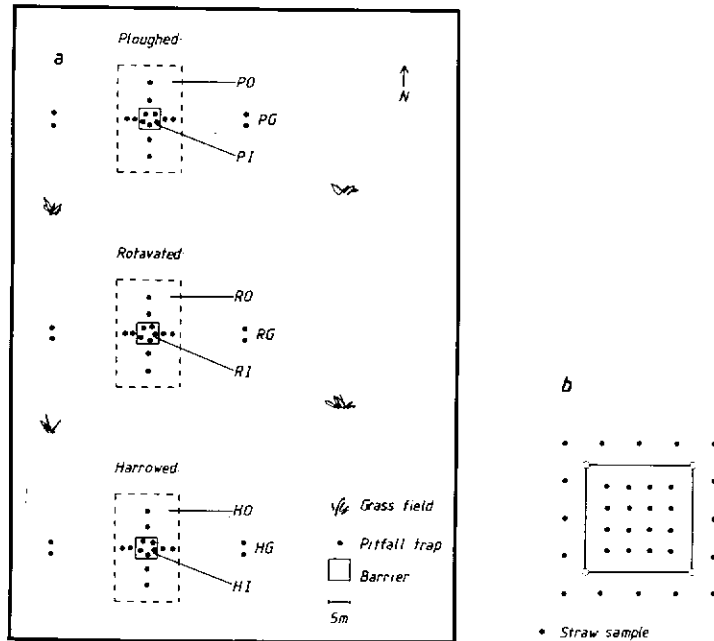 a
Ploughed
PO
N
PG
PI
Rotavated
RO
RG
RI
Harrowed
HO
HG
HI
Grass field
Pitfall trap
Barrier
5m
b
Straw sample